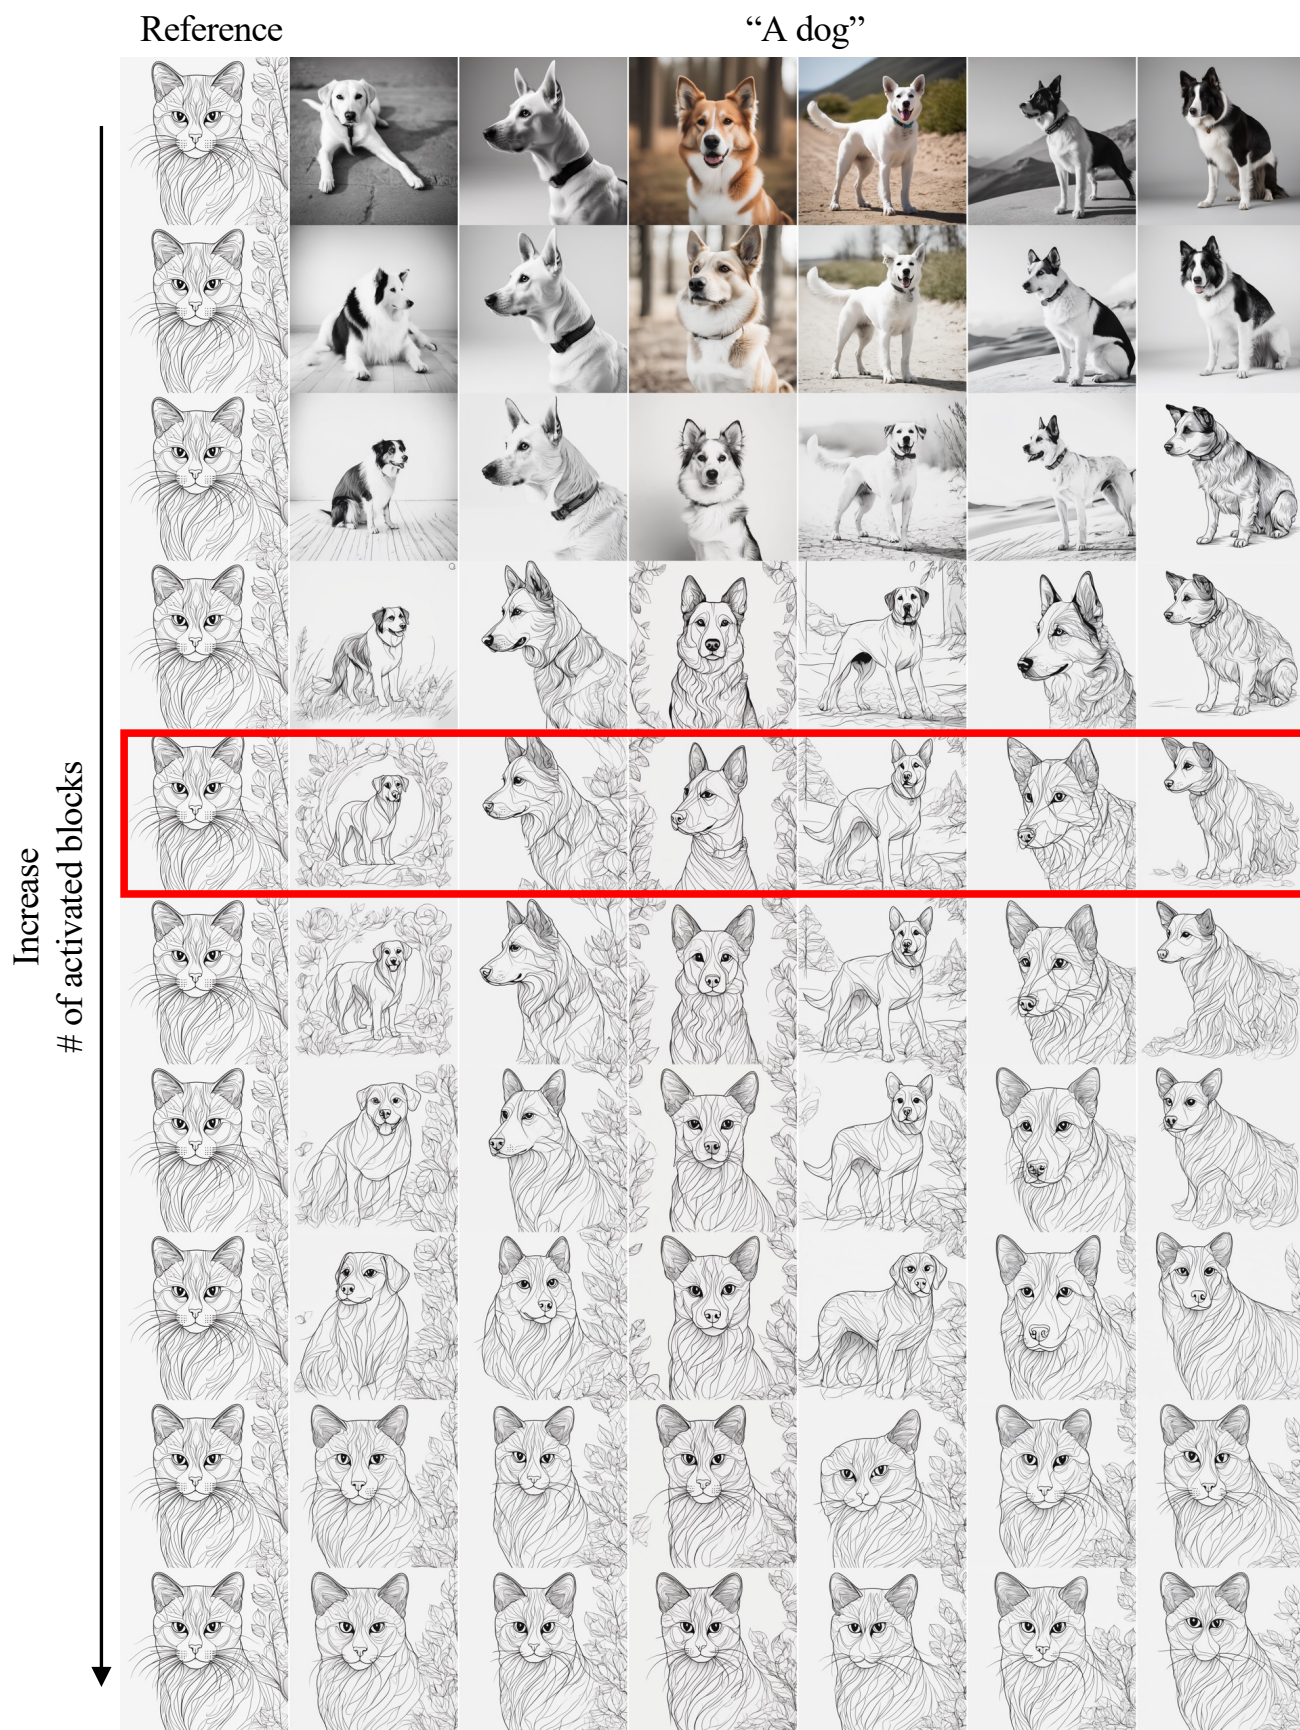 Reference
“A dog”
Increase
# of activated blocks